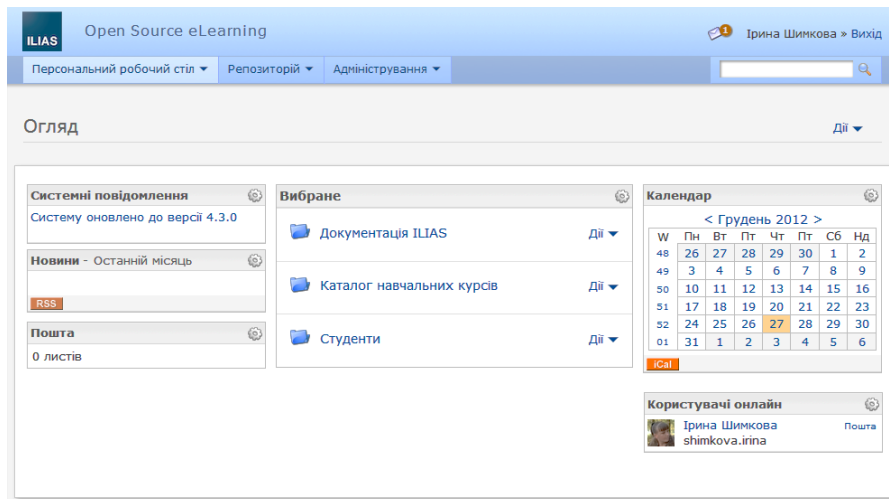 ILIAS
Open Source eLearning
1
Ірина Шимкова » Вихід
Персональний робочий стіл
Репозиторій
Адміністрування
Огляд
Дії
Системні повідомлення
Систему оновлено до версії 4.3.0
Новини - Останній місяць
RSS
Пошта
0 листів
Вибране
Документація ILIAS Дії
Каталог навчальних курсів Дії
Студенти Дії
Календар
< Грудень 2012 >
W Пн Вт Пт Чт Пт Сб Нд
48 26 27 28 29 30 1 2
49 3 4 5 6 7 8 9
50 10 11 12 13 14 15 16
51 17 18 19 20 21 22 23
52 24 25 26 27 28 29 30
01 31 1 2 3 4 5 6
iCal
Користувачі онлайн
Ірина Шимкова Пошта
shimkova.irina